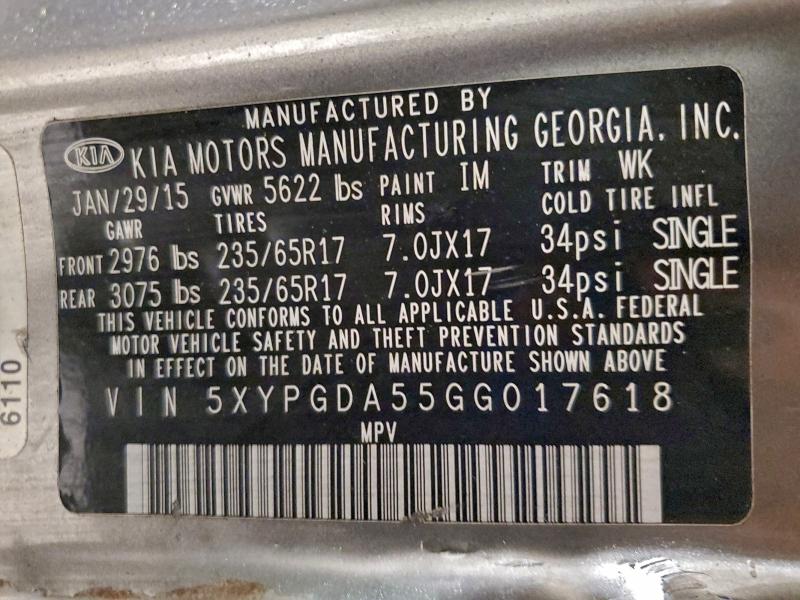 MANUFACTURED BY
KIA KIA MOTORS MANUFACTURING GEORGIA, INC.
JAN/29/15 GVWR 5622 lbs PAINT IM TRIM WK
GAWR TIRES RIMS COLD TIRE INFL
FRONT 2976 lbs 235/65R17 7.0JX17 34psi SINGLE
REAR 3075 lbs 235/65R17 7.0JX17 34psi SINGLE
THIS VEHICLE CONFORMS TO ALL APPLICABLE U.S.A. FEDERAL
MOTOR VEHICLE SAFETY AND THEFT PREVENTION STANDARDS
IN EFFECT ON THE DATE OF MANUFACTURE SHOWN ABOVE
VIN 5XYPGDA55GG017618
MPV
6110